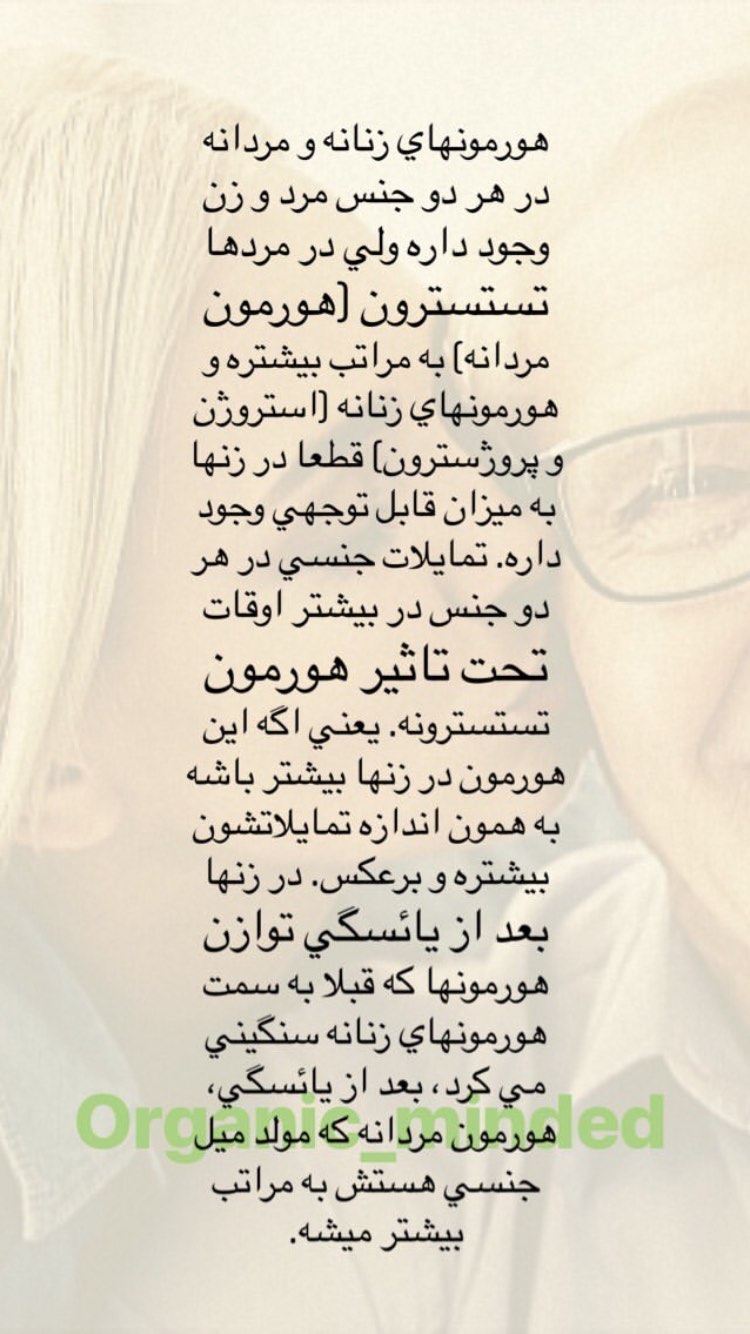 هورمونهاي زنانه و مردانه
در هر دو جنس مرد و زن
وجود داره ولي در مردها
تستسترون (هورمون
مردانه) به مراتب بيشتره و
هورمونهاي زنانه (استروژن
و پروژسترون) قطعا در زنها
به ميزان قابل توجهي وجود
داره. تمايلات جنسي در هر
دو جنس در بيشتر اوقات
تحت تاثير هورمون
تستسترونه. يعني اگه اين
هورمون در زنها بيشتر باشه
به همون اندازه تمايلاتشون
بيشتره و برعكس. در زنها
بعد از يائسگي توازن
هورمونها كه قبلا به سمت
هورمونهاي زنانه سنگيني
مي كرد، بعد از يائسگي،
Organic_minded
هورمون مردانه كه مولد ميل
جنسي هستش به مراتب
بيشتر ميشه.